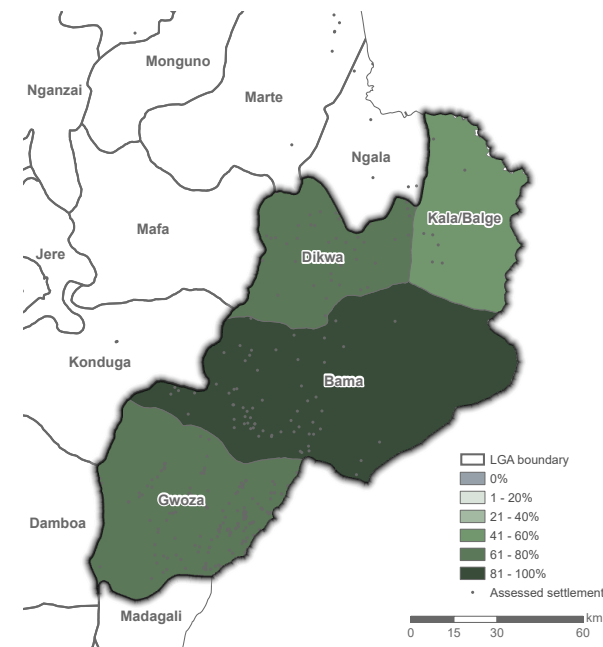 Monguno
Nganzai
Marte
Ngala
Kala/Balge
Mafa
Jere
Dikwa
Konduga
Bama
LGA boundary
0%
1 - 20%
21 - 40%
41 - 60%
61 - 80%
81 - 100%
Assessed settlement
Gwoza
Damboa
Madagali
km
0 15 30 60